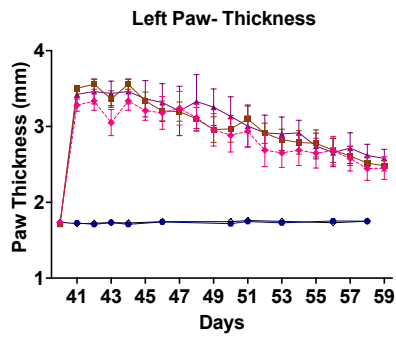 Left Paw- Thickness
Paw Thickness (mm)
4
3
2
1
41 43 45 47 49 51 53 55 57 59
Days